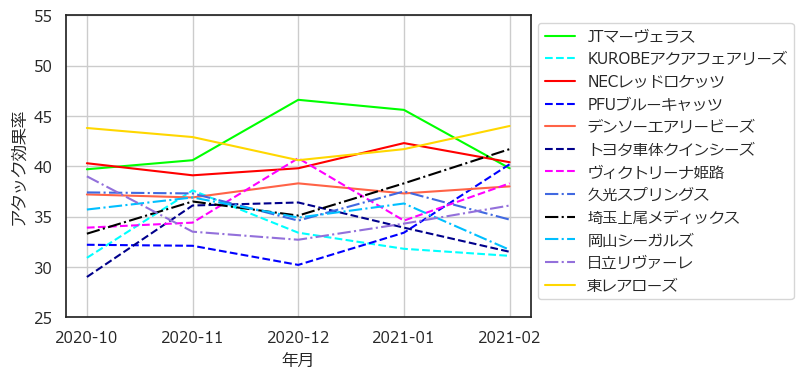 55
50
45
40
35
30
25
アタック効果率
2020-10
2020-11
2020-12
2021-01
2021-02
年月
JTマーヴェラス
KUROBEアクアフェアリーズ
NECレッドロケッツ
PFUブルーキャッツ
デンソーエアリービーズ
トヨタ車体クインシーズ
ヴィクトリーナ姫路
久光スプリングス
埼玉上尾メディックス
岡山シーガルズ
日立リヴァーレ
東レアローズ